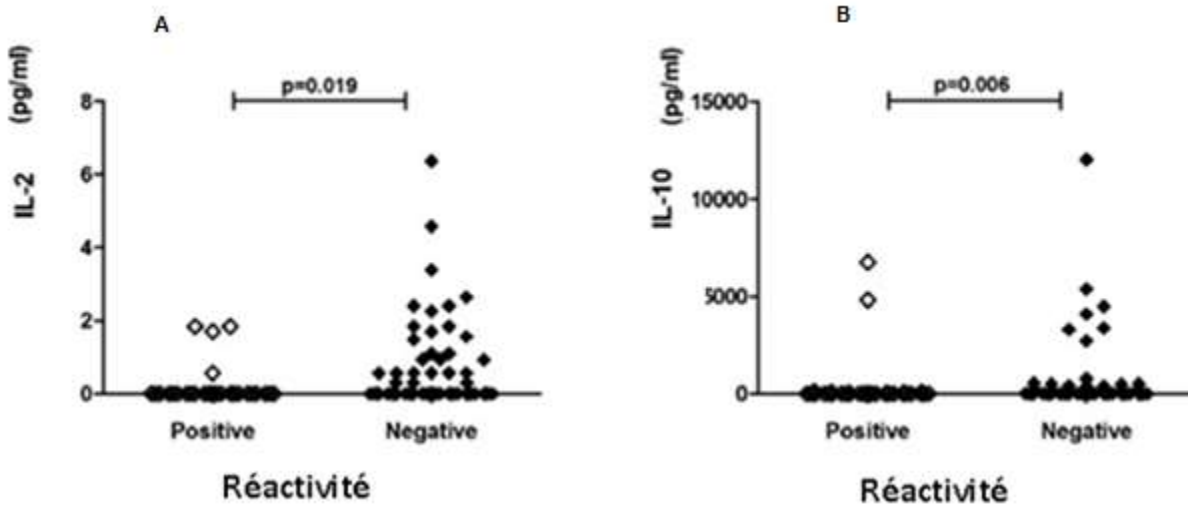 A
IL-2 (pg/ml)
p=0.019
8
6
4
2
0
Positive Negative
Réactivité
B
IL-10 (pg/ml)
p=0.006
15000
10000
5000
0
Positive Negative
Réactivité